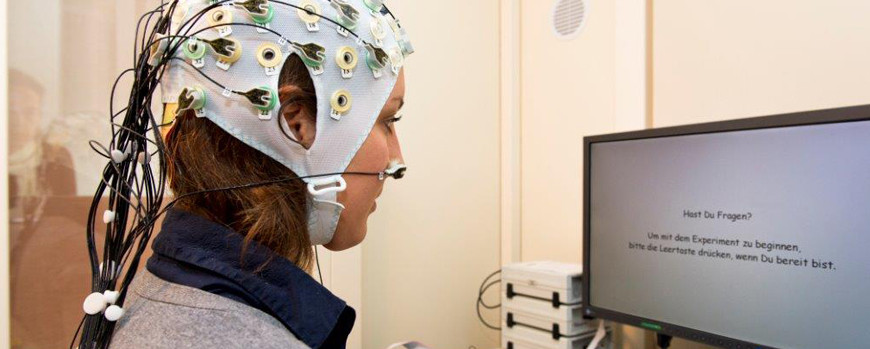 Hast Du Fragen?
Um mit dem Experiment zu beginnen,
bitte die Leertaste drücken, wenn Du bereit bist.